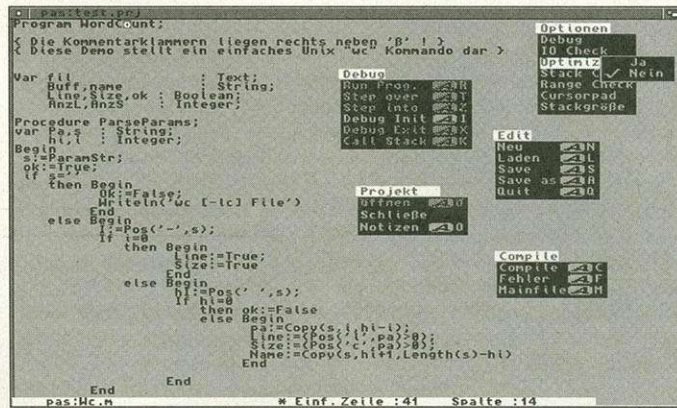 pas:test.prj
Program WordCount;
{ Die Kommentarklammern liegen rechts neben 'ß' ! }
{ Diese Demo stellt ein einfaches Unix 'wc' Kommando dar }
Var fil : Text;
Buff,name : String;
Line,Size,ok : Boolean;
AnzL,AnzS : Integer;
Procedure ParseParams;
var Pa,s : String;
hi,i : Integer;
Begin
s:=ParamStr;
ok:=True;
if s=''
then Begin
Ok:=False;
Writeln('wc [-lc] File')
End
else Begin
I:=Pos('-',s);
If i=0
then Begin
Line:=True;
Size:=True
End
else Begin
hI:=Pos(' ',s);
If hi=0
then ok:=False
else Begin
pa:=Copy(s,i,hi-i);
Line:=(Pos('l',pa)>0);
Size:=(Pos('c',pa)>0);
Name:=Copy(s,hi+1,Length(s)-hi)
End
End
End
Optionen
Debug
IO Check
Optimiz
Ja
Stack C
Nein
Range Check
Cursorpad
Stackgröße
Debug
Run Prog. A R
Step over A T
Step into A Z
Debug Init A I
Debug Exit A X
Call Stack A K
Edit
Neu A N
Laden A L
Save A S
Save as A A
Quit A Q
Projekt
Öffnen A O
Schließe
Notizen A O
Compile
Compile A C
Fehler A F
Mainfile A M
pas:Wc.m * Einf. Zeile :41 Spalte :14